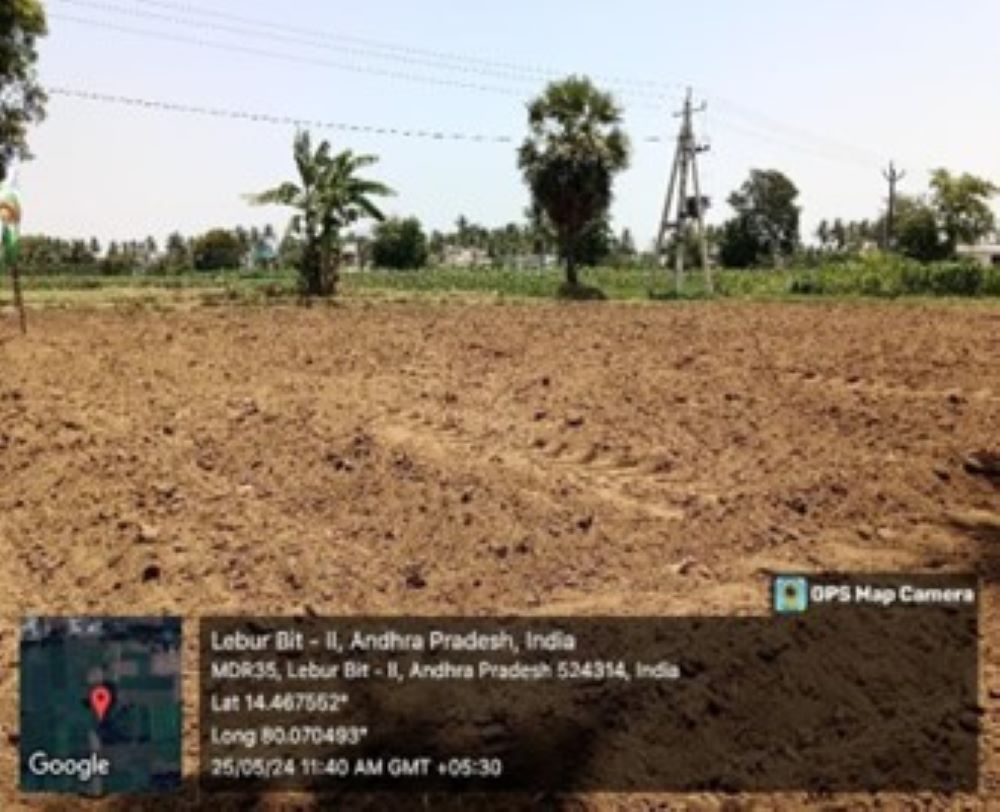 GPS Map Camera
Lebur Bit - II, Andhra Pradesh, India
MDR35, Lebur Bit - II, Andhra Pradesh 524314, India
Lat 14.467552°
Long 80.070493°
25/05/24 11:40 AM GMT +05:30
Google